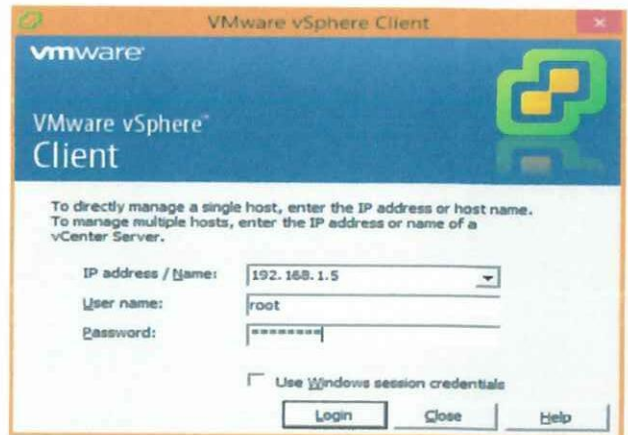 VMware vSphere Client
vmware
VMware vSphere™
Client
To directly manage a single host, enter the IP address or host name.
To manage multiple hosts, enter the IP address or name of a
vCenter Server.
IP address / Name: 192.168.1.5
User name: root
Password: ********
Use Windows session credentials
Login Close Help